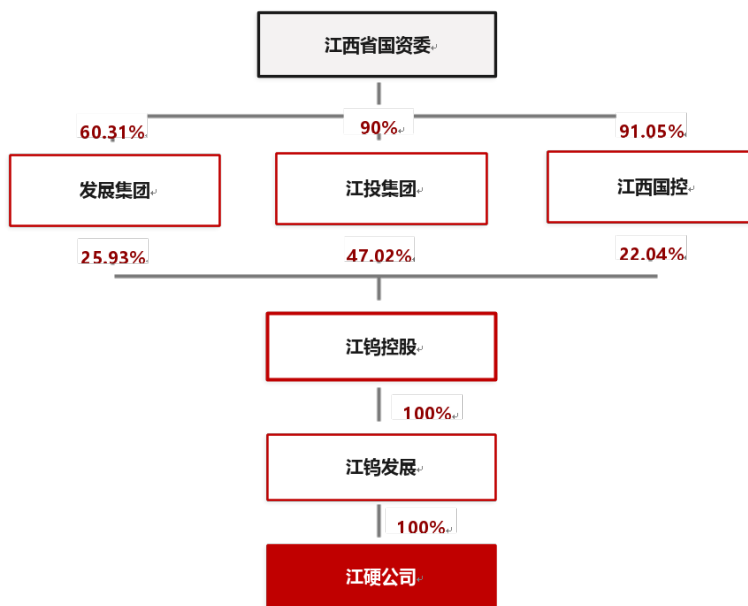 江西省国资委
60.31%
90%
91.05%
发展集团
江投集团
江西国控
25.93%
47.02%
22.04%
江钨控股
100%
江钨发展
100%
江硬公司